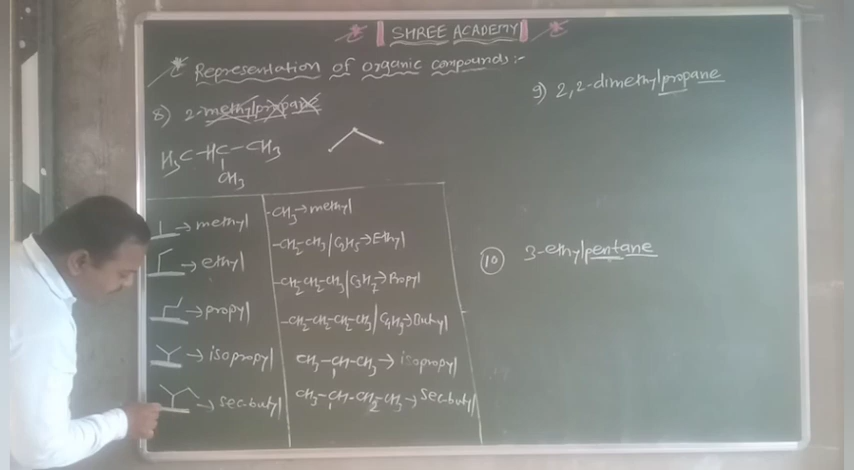 SHREE ACADEMY
* Representation of organic compounds:-
8) 2-methylpropane
H3C-HC-CH3
CH3
→ methyl
→ ethyl
→ propyl
→ isopropyl
→ sec-butyl
-CH3→methyl
-CH2-CH3/C2H5→Ethyl
-CH2-CH2-CH3/C3H7→Propyl
-CH2-CH2-CH2-CH3/C4H9→Butyl
CH3-CH-CH3→isopropyl
CH3-CH-CH2-CH3→Sec-butyl
9) 2,2-dimethylpropane
10 3-ethylpentane